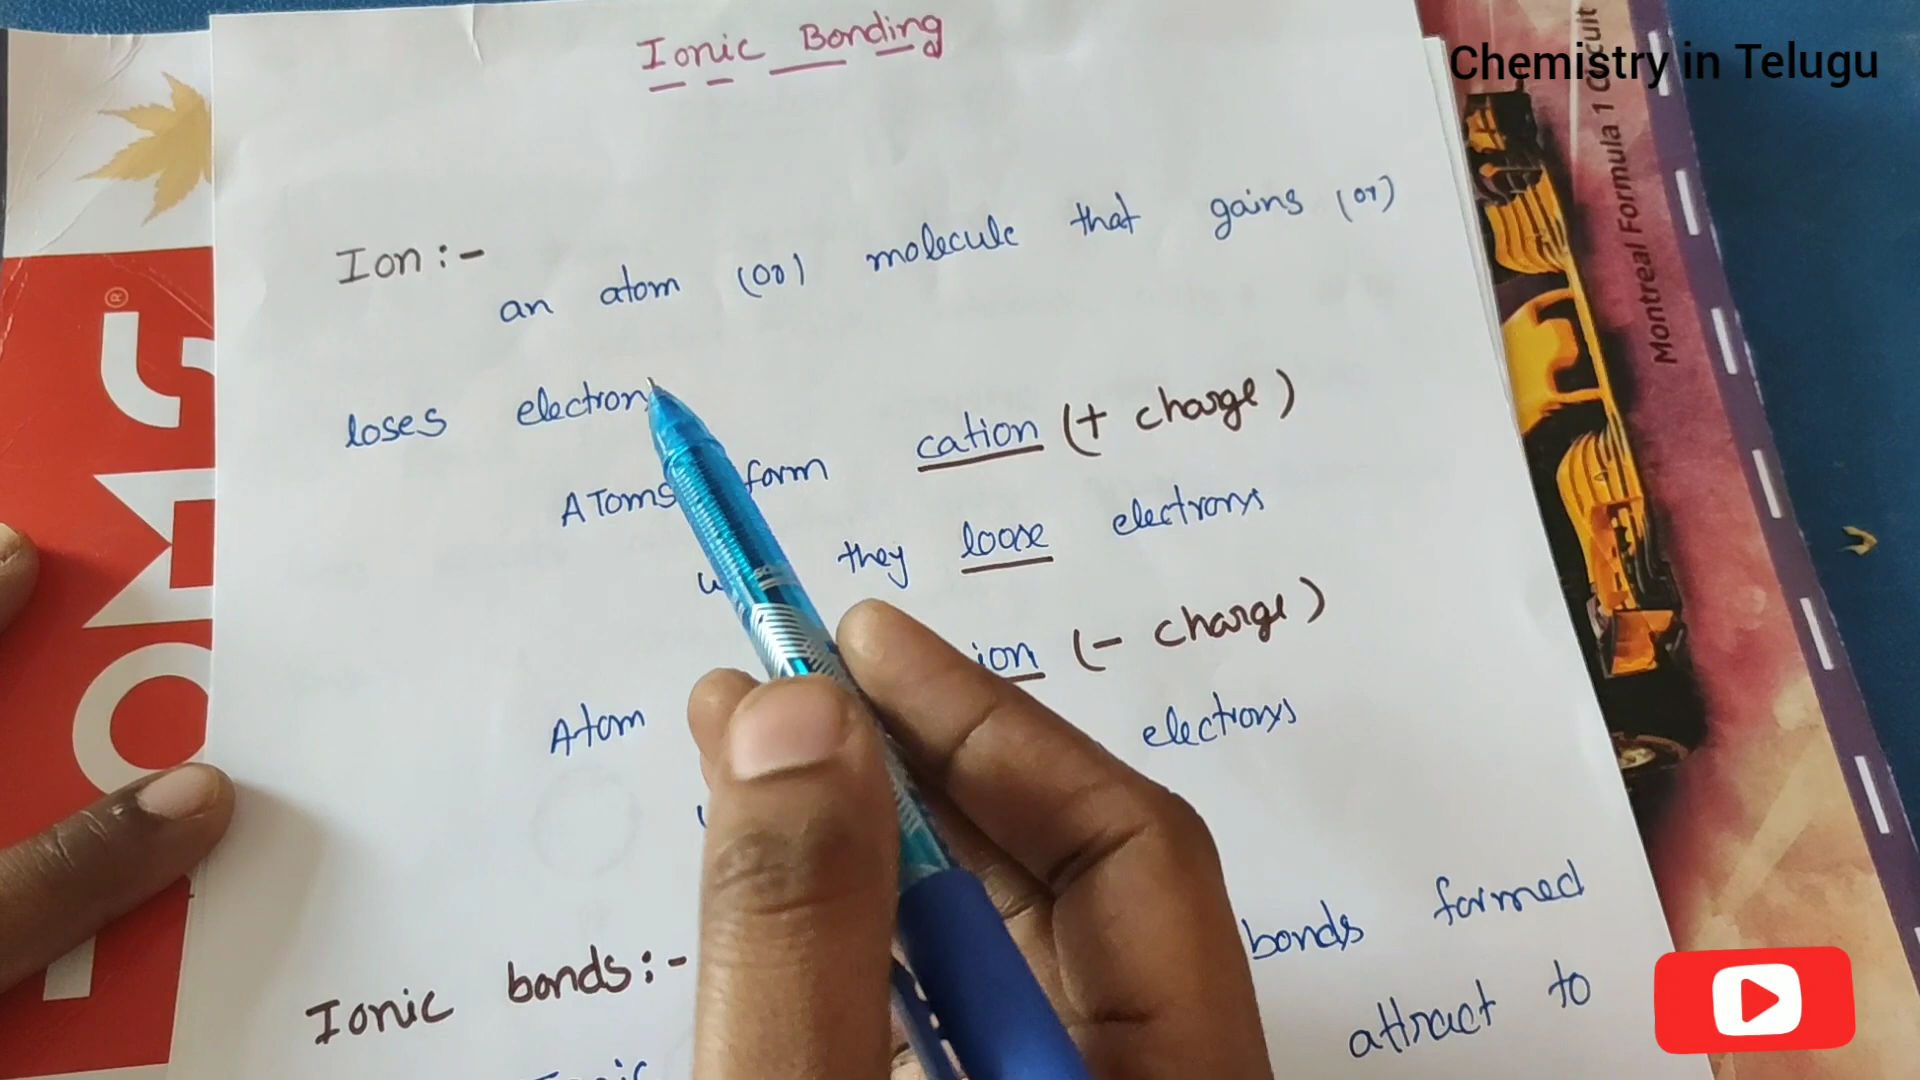 Ionic Bonding
Chemistry in Telugu
Montreal Formula 1 Circuit
Ion:-
an atom (or) molecule that gains (or)
loses electron
AToms form cation (+ charge)
they loose electrons
ion (- charge)
Atom electrons
Ionic bonds:- bonds formed
attract to